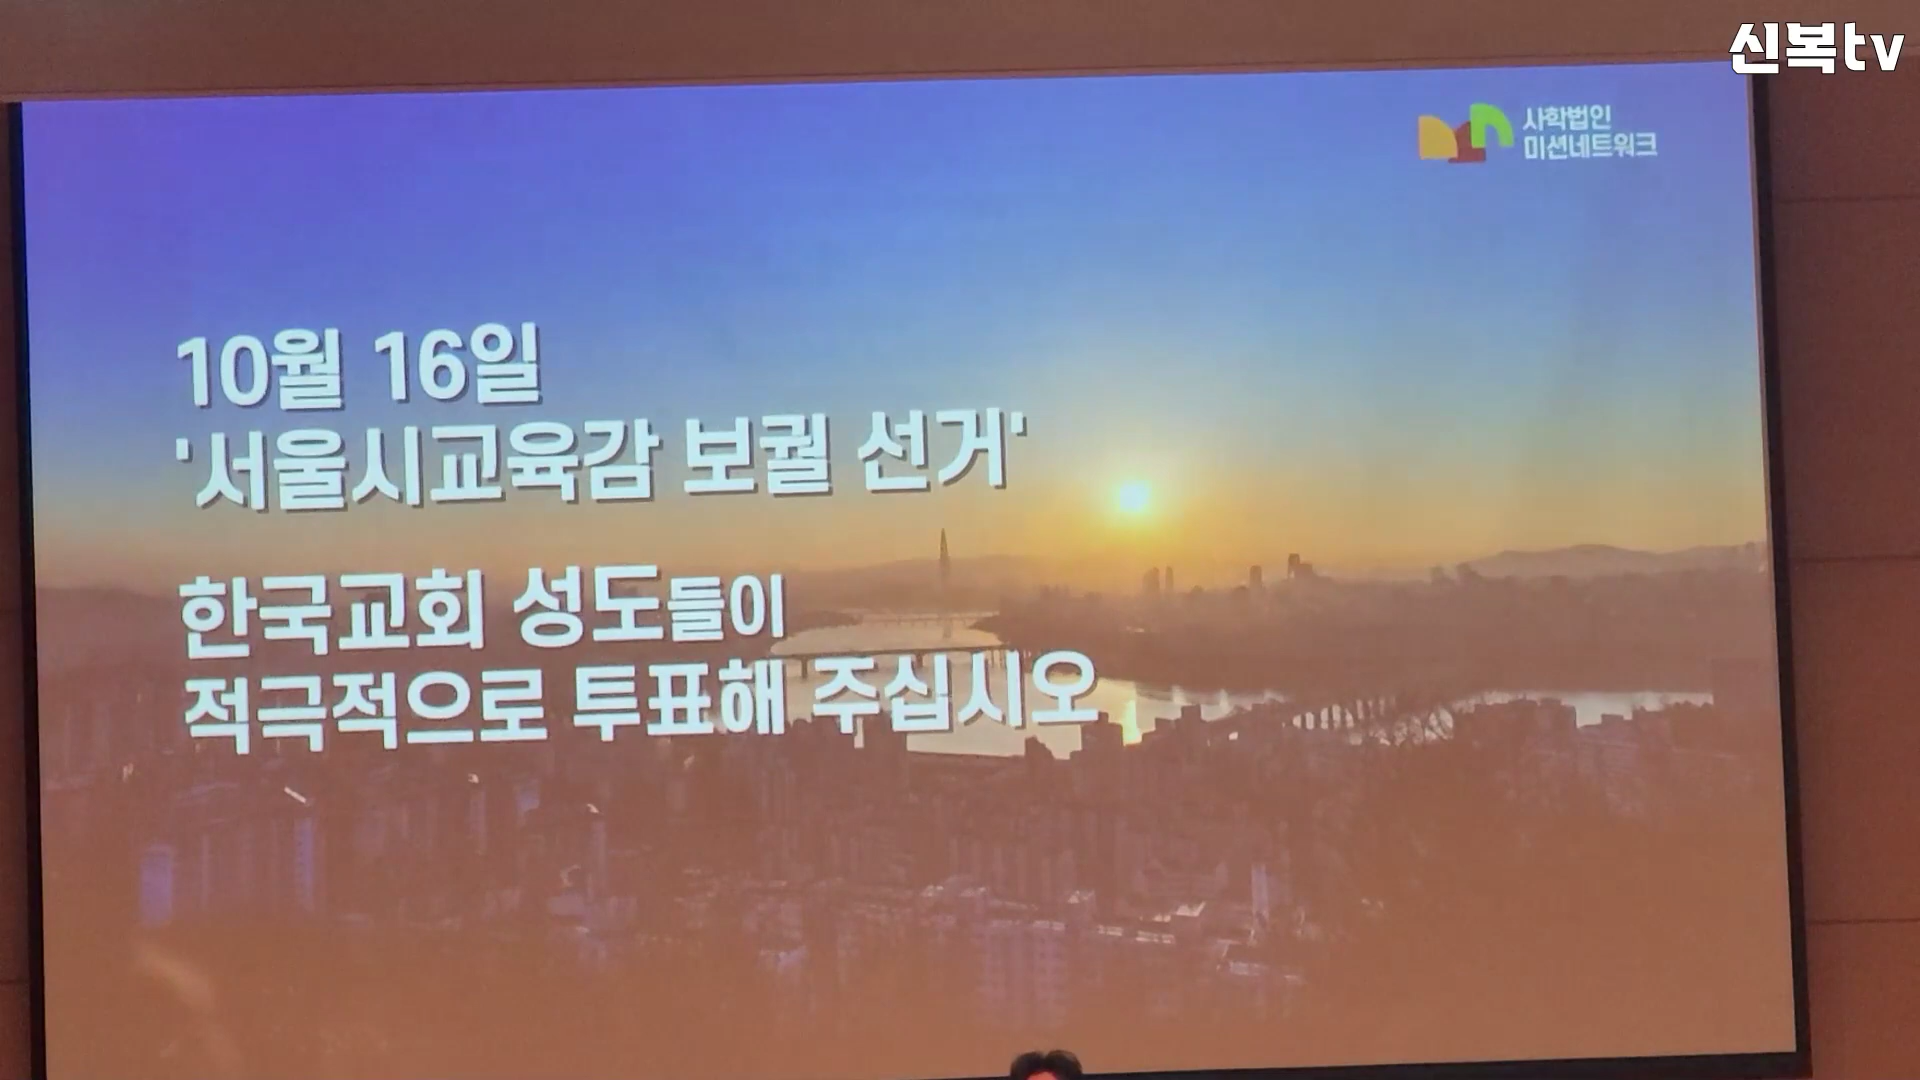 신복tv
사학법인
미션네트워크
10월 16일
'서울시교육감 보궐 선거'
한국교회 성도들이
적극적으로 투표해 주십시오